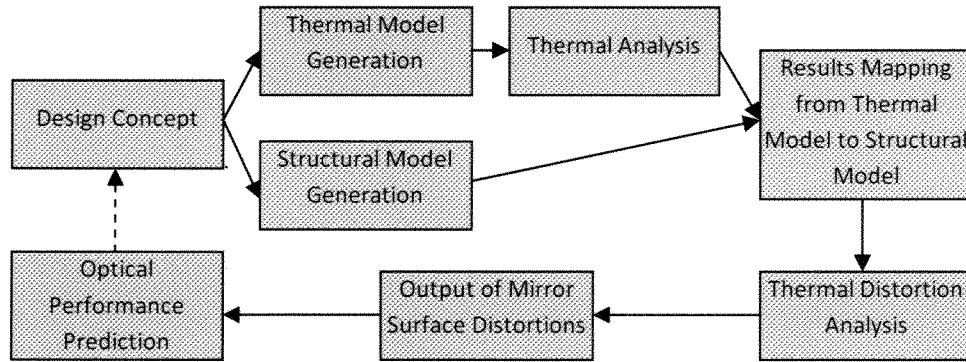 Thermal Model
Generation
Thermal Analysis
Results Mapping
from Thermal
Model to Structural
Model
Design Concept
Structural Model
Generation
Optical
Performance
Prediction
Output of Mirror
Surface Distortions
Thermal Distortion
Analysis